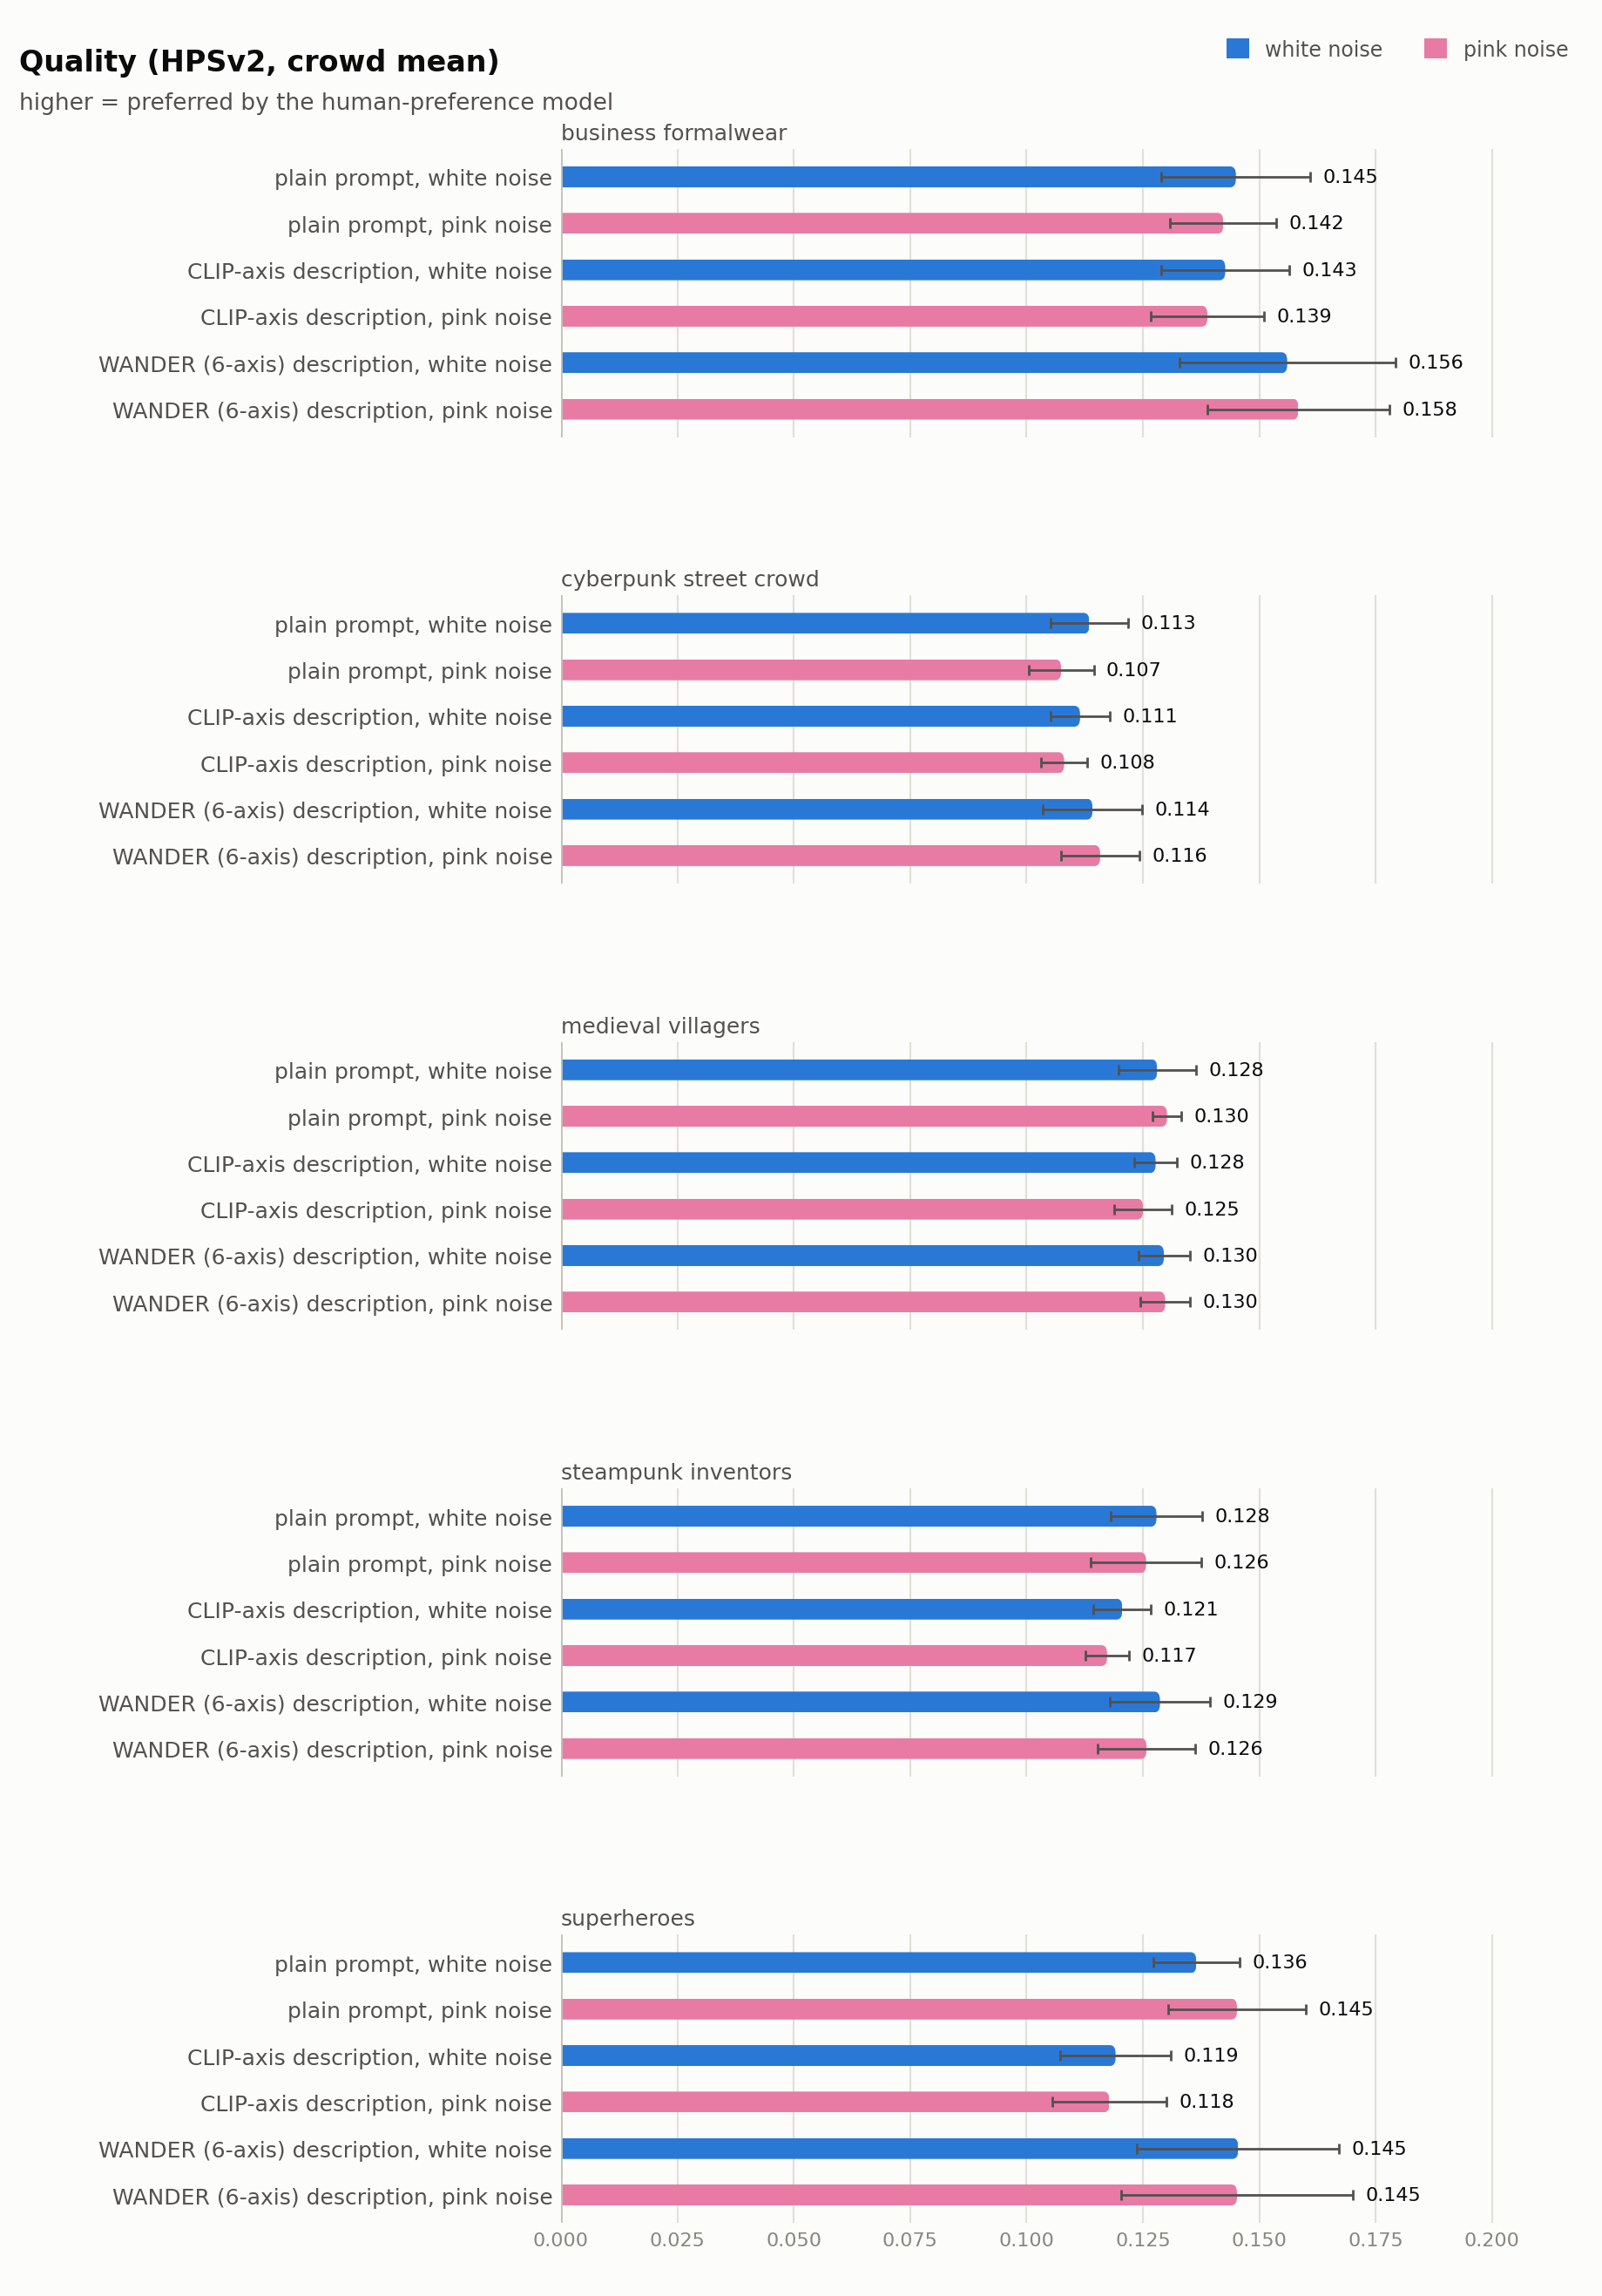 Quality (HPSv2, crowd mean)
higher = preferred by the human-preference model
white noise
pink noise
business formalwear
plain prompt, white noise 0.145
plain prompt, pink noise 0.142
CLIP-axis description, white noise 0.143
CLIP-axis description, pink noise 0.139
WANDER (6-axis) description, white noise 0.156
WANDER (6-axis) description, pink noise 0.158
cyberpunk street crowd
plain prompt, white noise 0.113
plain prompt, pink noise 0.107
CLIP-axis description, white noise 0.111
CLIP-axis description, pink noise 0.108
WANDER (6-axis) description, white noise 0.114
WANDER (6-axis) description, pink noise 0.116
medieval villagers
plain prompt, white noise 0.128
plain prompt, pink noise 0.130
CLIP-axis description, white noise 0.128
CLIP-axis description, pink noise 0.125
WANDER (6-axis) description, white noise 0.130
WANDER (6-axis) description, pink noise 0.130
steampunk inventors
plain prompt, white noise 0.128
plain prompt, pink noise 0.126
CLIP-axis description, white noise 0.121
CLIP-axis description, pink noise 0.117
WANDER (6-axis) description, white noise 0.129
WANDER (6-axis) description, pink noise 0.126
superheroes
plain prompt, white noise 0.136
plain prompt, pink noise 0.145
CLIP-axis description, white noise 0.119
CLIP-axis description, pink noise 0.118
WANDER (6-axis) description, white noise 0.145
WANDER (6-axis) description, pink noise 0.145
0.000 0.025 0.050 0.075 0.100 0.125 0.150 0.175 0.200